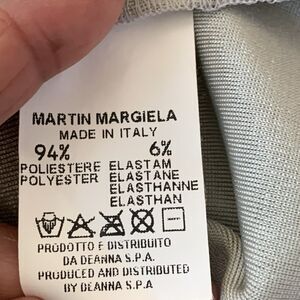 MARTIN MARGIELA
MADE IN ITALY
94% 6%
POLIESTERE ELASTAM
POLYESTER ELASTANE
ELASTHANNE
ELASTHAN
PRODOTTO E DISTRIBUITO
DA DEANNA S.P.A.
PRODUCED AND DISTRIBUED
BY DEANNA S.P.A